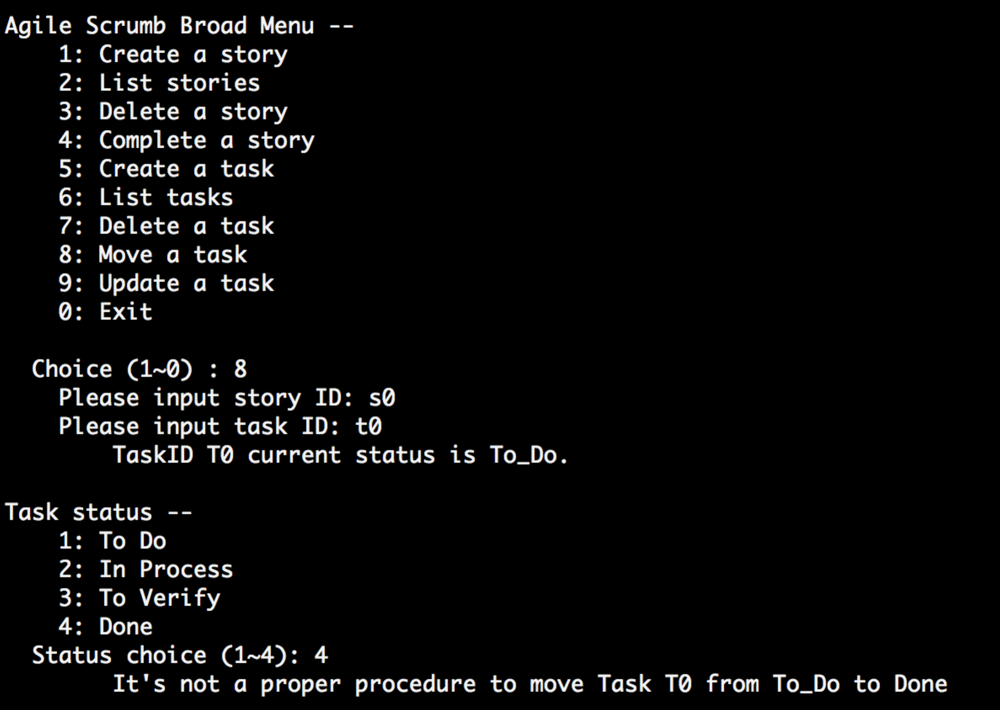 Agile Scrumb Broad Menu --
1: Create a story
2: List stories
3: Delete a story
4: Complete a story
5: Create a task
6: List tasks
7: Delete a task
8: Move a task
9: Update a task
0: Exit
Choice (1~0) : 8
Please input story ID: s0
Please input task ID: t0
TaskID T0 current status is To_Do.
Task status --
1: To Do
2: In Process
3: To Verify
4: Done
Status choice (1~4): 4
It's not a proper procedure to move Task T0 from To_Do to Done